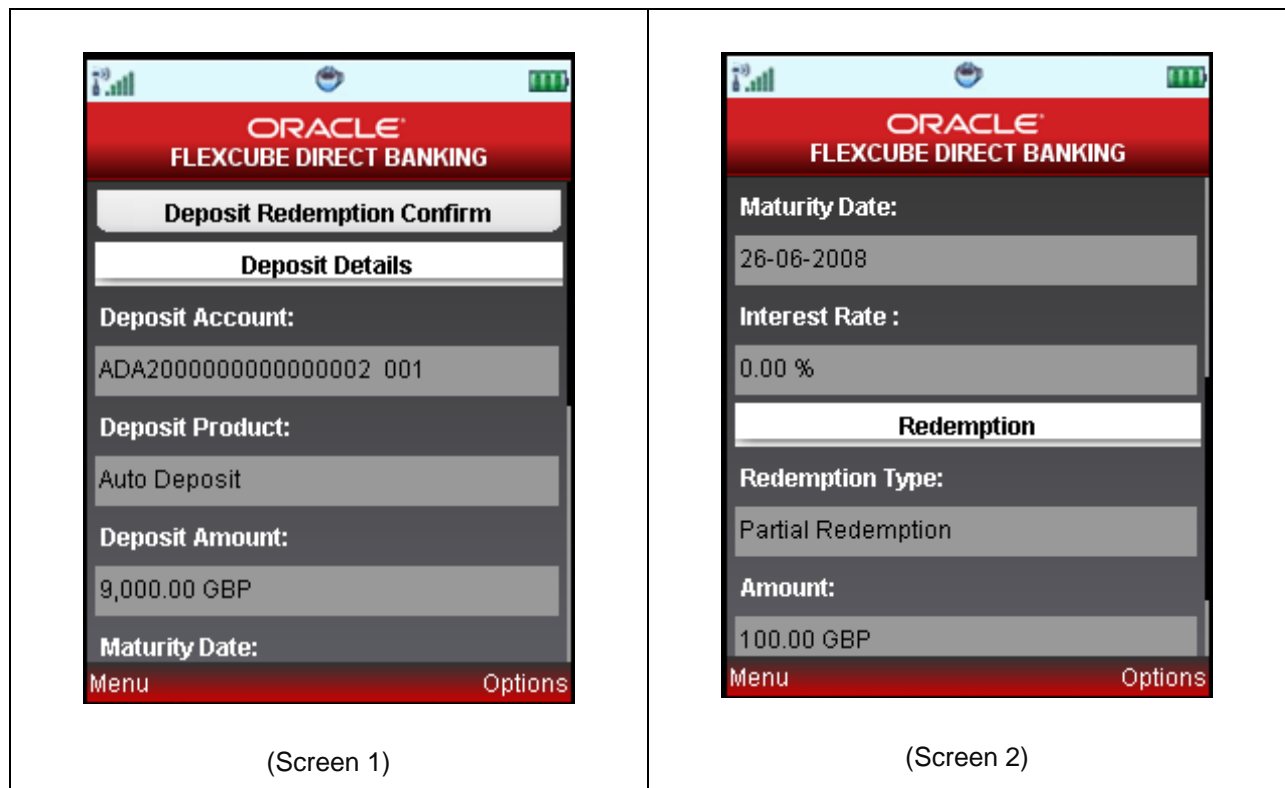 ORACLE
FLEXCUBE DIRECT BANKING
Deposit Redemption Confirm
Deposit Details
Deposit Account:
ADA2000000000000002 001
Deposit Product:
Auto Deposit
Deposit Amount:
9,000.00 GBP
Maturity Date:
Menu Options
(Screen 1)
ORACLE
FLEXCUBE DIRECT BANKING
Maturity Date:
26-06-2008
Interest Rate :
0.00 %
Redemption
Redemption Type:
Partial Redemption
Amount:
100.00 GBP
Menu Options
(Screen 2)